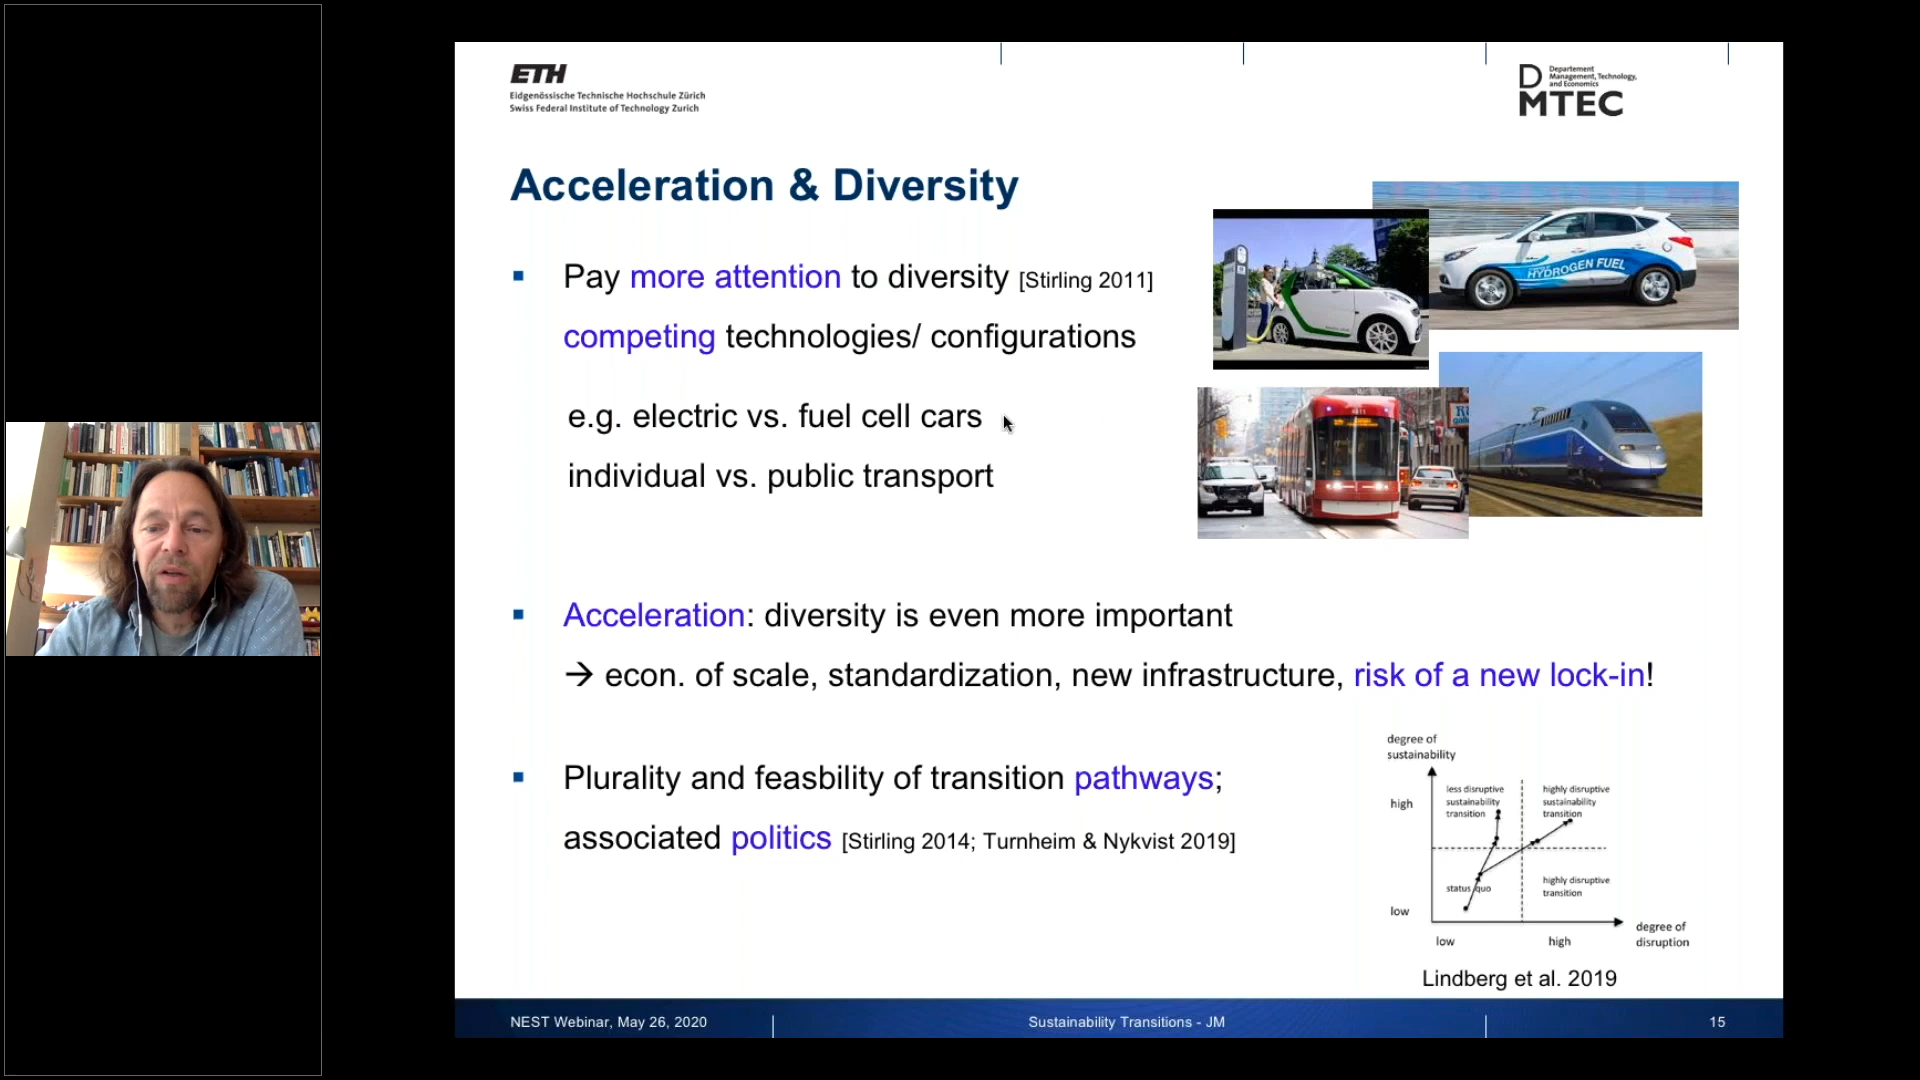 ETH
Eidgenössische Technische Hochschule Zürich
Swiss Federal Institute of Technology Zurich
D
Departement
Management, Technology,
and Economics
MTEC
Acceleration & Diversity
Pay more attention to diversity [Stirling 2011]
competing technologies/ configurations
e.g. electric vs. fuel cell cars
individual vs. public transport
HYDROGEN FUEL
Acceleration: diversity is even more important
→ econ. of scale, standardization, new infrastructure, risk of a new lock-in!
Plurality and feasbility of transition pathways;
associated politics [Stirling 2014; Turnheim & Nykvist 2019]
degree of
sustainability
high
low
less disruptive
sustainability
transition
highly disruptive
sustainability
transition
status quo
highly disruptive
transition
low
high
degree of
disruption
Lindberg et al. 2019
NEST Webinar, May 26, 2020
Sustainability Transitions - JM
15